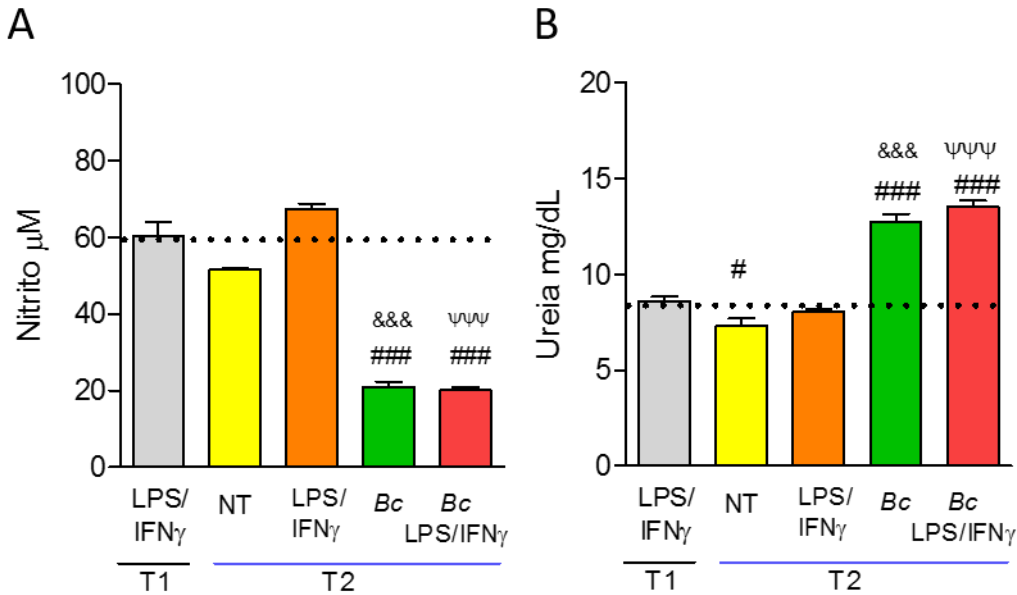 A
Nitrito μM
100
80
60
40
20
0
&&&
###
ψψψ
###
LPS/
IFNγ
NT
LPS/
IFNγ
Bc
Bc
LPS/IFNγ
T1
T2
B
Ureia mg/dL
20
15
10
5
0
#
&&&
###
ψψψ
###
LPS/
IFNγ
NT
LPS/
IFNγ
Bc
Bc
LPS/IFNγ
T1
T2